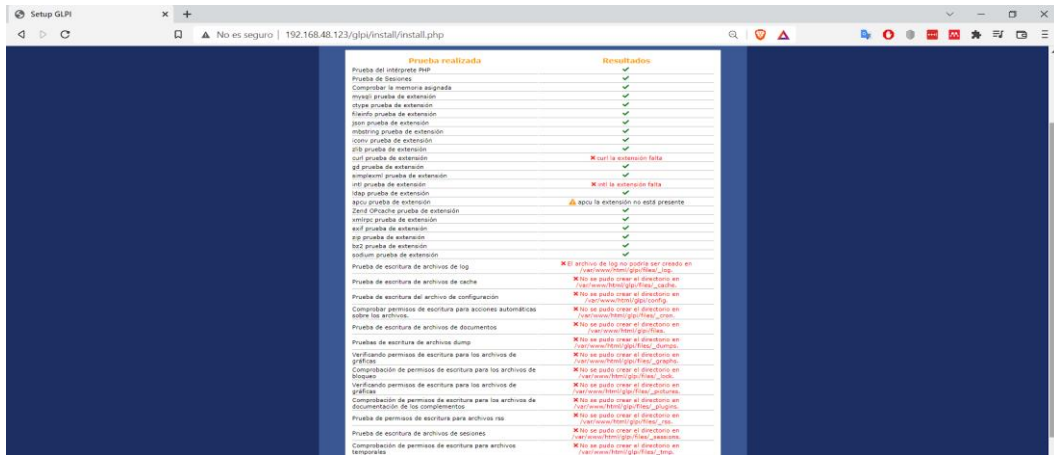 Setup GLPI
No es seguro | 192.168.48.123/glpi/install/install.php
Prueba realizada Resultados
Prueba del intérprete PHP
Prueba de Sesiones
Comprobar la memoria asignada
mysqli prueba de extensión
ctype prueba de extensión
fileinfo prueba de extensión
json prueba de extensión
mbstring prueba de extensión
iconv prueba de extensión
zlib prueba de extensión
curl prueba de extensión curl la extensión falta
gd prueba de extensión
simplexml prueba de extensión
intl prueba de extensión intl la extensión falta
ldap prueba de extensión
apcu prueba de extensión apcu la extensión no está presente
Zend OPcache prueba de extensión
xmlrpc prueba de extensión
exif prueba de extensión
zip prueba de extensión
bz2 prueba de extensión
sodium prueba de extensión
Prueba de escritura de archivos de log El archivo de log no podría ser creado en
/var/www/html/glpi/files/_log.
Prueba de escritura de archivos de cache No se pudo crear el directorio en
/var/www/html/glpi/files/_cache.
Prueba de escritura del archivo de configuración No se pudo crear el directorio en
/var/www/html/glpi/config.
Comprobar permisos de escritura para acciones automáticas No se pudo crear el directorio en
sobre los archivos. /var/www/html/glpi/files/_cron.
Prueba de escritura de archivos de documentos No se pudo crear el directorio en
/var/www/html/glpi/files.
Pruebas de escritura de archivos dump No se pudo crear el directorio en
/var/www/html/glpi/files/_dumps.
Verificando permisos de escritura para los archivos de No se pudo crear el directorio en
gráficas /var/www/html/glpi/files/_graphs.
Comprobación de permisos de escritura para los archivos de No se pudo crear el directorio en
bloqueo /var/www/html/glpi/files/_lock.
Verificando permisos de escritura para los archivos de No se pudo crear el directorio en
gráficas /var/www/html/glpi/files/_pictures.
Comprobación de permisos de escritura para los archivos de No se pudo crear el directorio en
documentación de los complementos /var/www/html/glpi/files/_plugins.
Prueba de permisos de escritura para archivos rss No se pudo crear el directorio en
/var/www/html/glpi/files/_rss.
Prueba de escritura de archivos de sesiones No se pudo crear el directorio en
/var/www/html/glpi/files/_sessions.
Comprobación de permisos de escritura para archivos No se pudo crear el directorio en
temporales /var/www/html/glpi/files/_tmp.